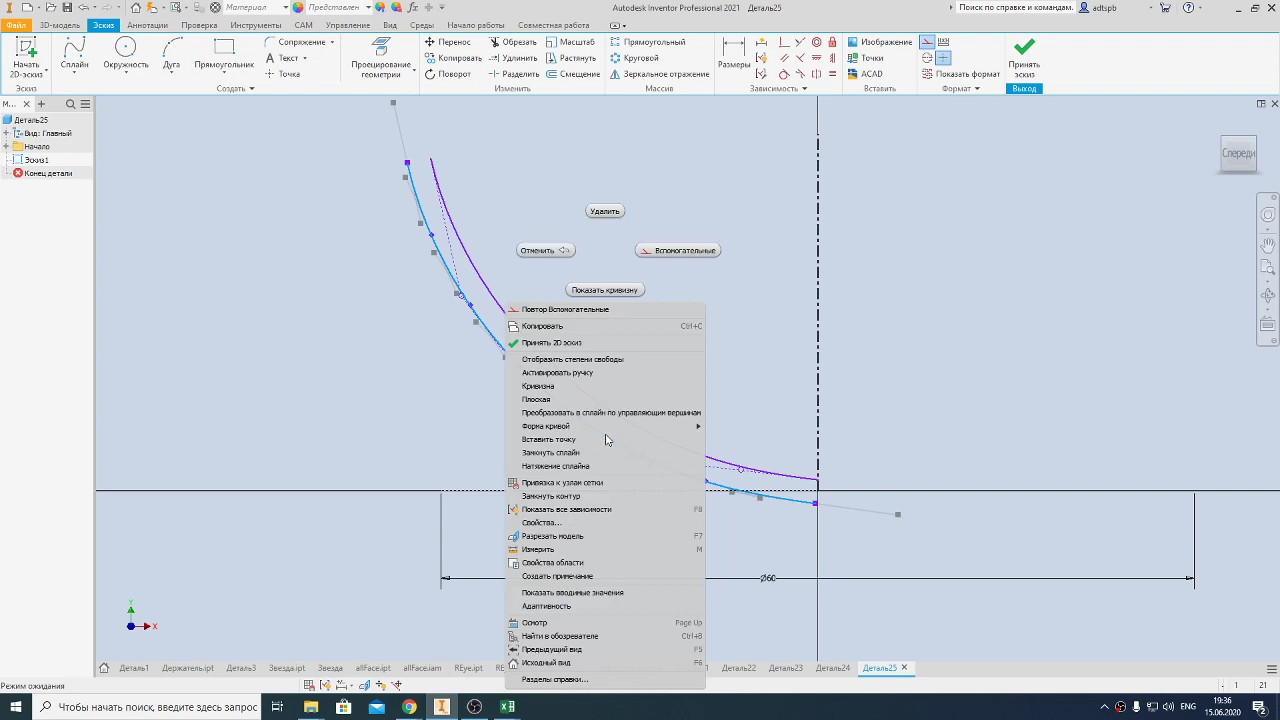 Материал
Представлен
Autodesk Inventor Professional 2021
Деталь25
Поиск по справке и командам.
adtspb
Файл
3D-модель
Эскиз
Аннотации
Проверка
Инструменты
CAM
Управление
Вид
Среды
Начало работы
Совместная работа
Начать
2D-эскиз
Сплайн
Окружность
Дуга
Прямоугольник
Сопряжение
Текст
Точка
Проецирование
геометрии
Перене
Копировать
Поворот
Обрезать
Удлинить
Разделить
Масштаб
Растянуть
Смещение
Прямоугольный
Круговой
Зеркальное отражение
Размеры
Изображение
Точки
ACAD
Показать формат
Принять
эскиз
Эскиз
Создать
Изменить
Массив
Зависимость
Вставить
Формат
Выход
М...
Деталь25
Вид: Главный
Начало
Эскиз1
Конец детали
Спереди
Удалить
Отменить
Вспомогательные
Показать кривизну
Повтор Вспомогательные
Копировать Ctrl+C
Принять 2D эскиз
Отобразить степени свободы
Активировать ручку
Кривизна
Плоская
Преобразовать в сплайн по управляющим вершинам
Форма кривой
Вставить точку
Замкнуть сплайн
Натяжение сплайна
Привязка к узлам сетки
Замкнуть контур
Показать все зависимости F8
Свойства...
Разрезать модель F7
Измерить M
Свойства области
Создать примечание
Показать вводимые значения
Адаптивность
Осмотр Page Up
Найти в обозревателе Ctrl+B
Предыдущий вид F5
Исходный вид F6
Разделы справки...
Ø60
Y
X
Деталь1
Держатель.ipt
Деталь3
Звезда.ipt
Звезда
allFace.ipt
allFace.iam
REye.ipt
Деталь22
Деталь23
Деталь24
Деталь25
Режим ожидания
1
21
Чтобы начать поиск, введите здесь запрос
19:36
15.06.2020
2